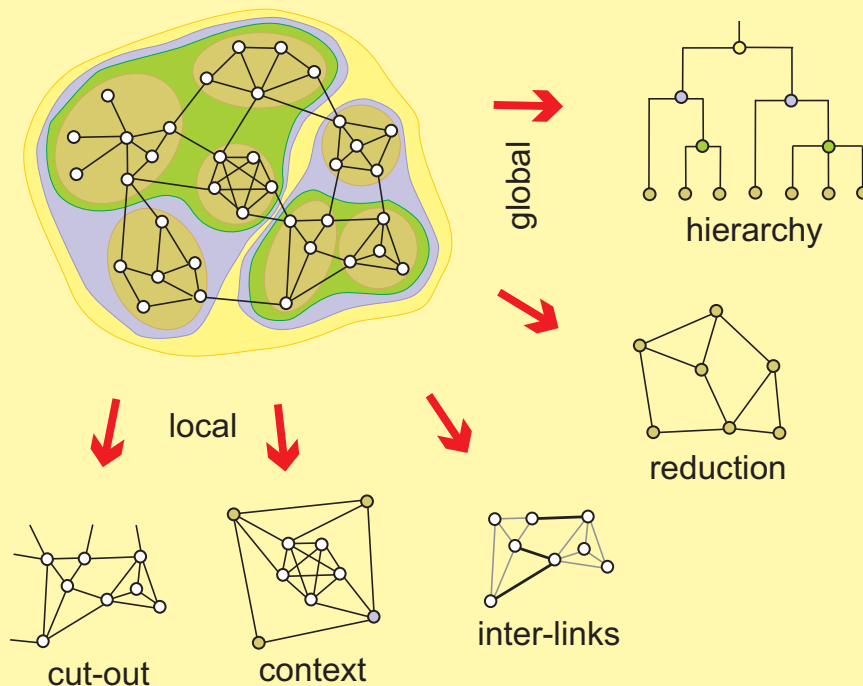 global
hierarchy
reduction
local
cut-out
context
inter-links